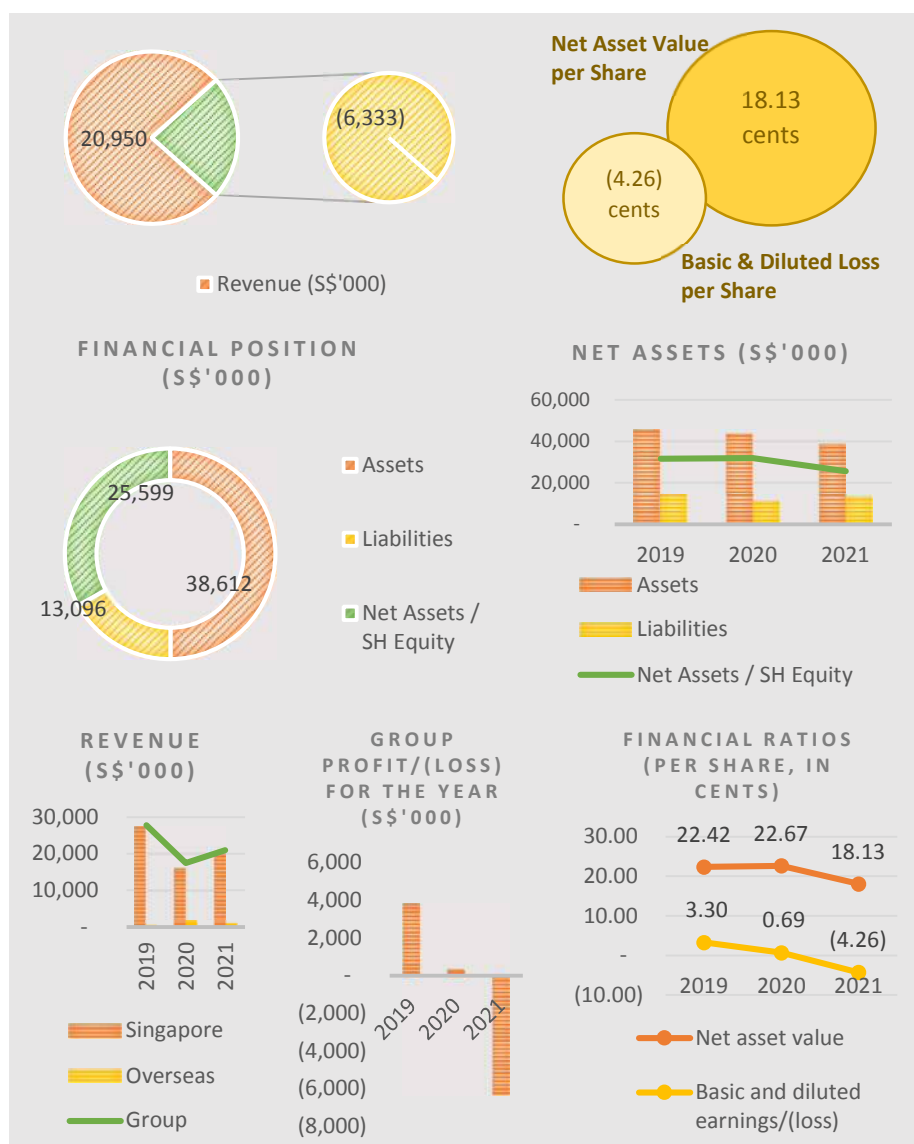 20,950
(6,333)
Revenue (S$'000)
Net Asset Value
per Share
18.13
cents
(4.26)
cents
Basic & Diluted Loss
per Share
FINANCIAL POSITION
(S$'000)
25,599
38,612
13,096
Assets
Liabilities
Net Assets /
SH Equity
NET ASSETS (S$'000)
60,000
40,000
20,000
-
2019 2020 2021
Assets
Liabilities
Net Assets / SH Equity
REVENUE
(S$'000)
30,000
20,000
10,000
-
2019 2020 2021
Singapore
Overseas
Group
GROUP
PROFIT/(LOSS)
FOR THE YEAR
(S$'000)
6,000
4,000
2,000
-
(2,000)
(4,000)
(6,000)
(8,000)
2019 2020 2021
FINANCIAL RATIOS
(PER SHARE, IN
CENTS)
30.00
20.00
10.00
-
(10.00)
22.42 22.67 18.13
3.30 0.69 (4.26)
2019 2020 2021
Net asset value
Basic and diluted
earnings/(loss)